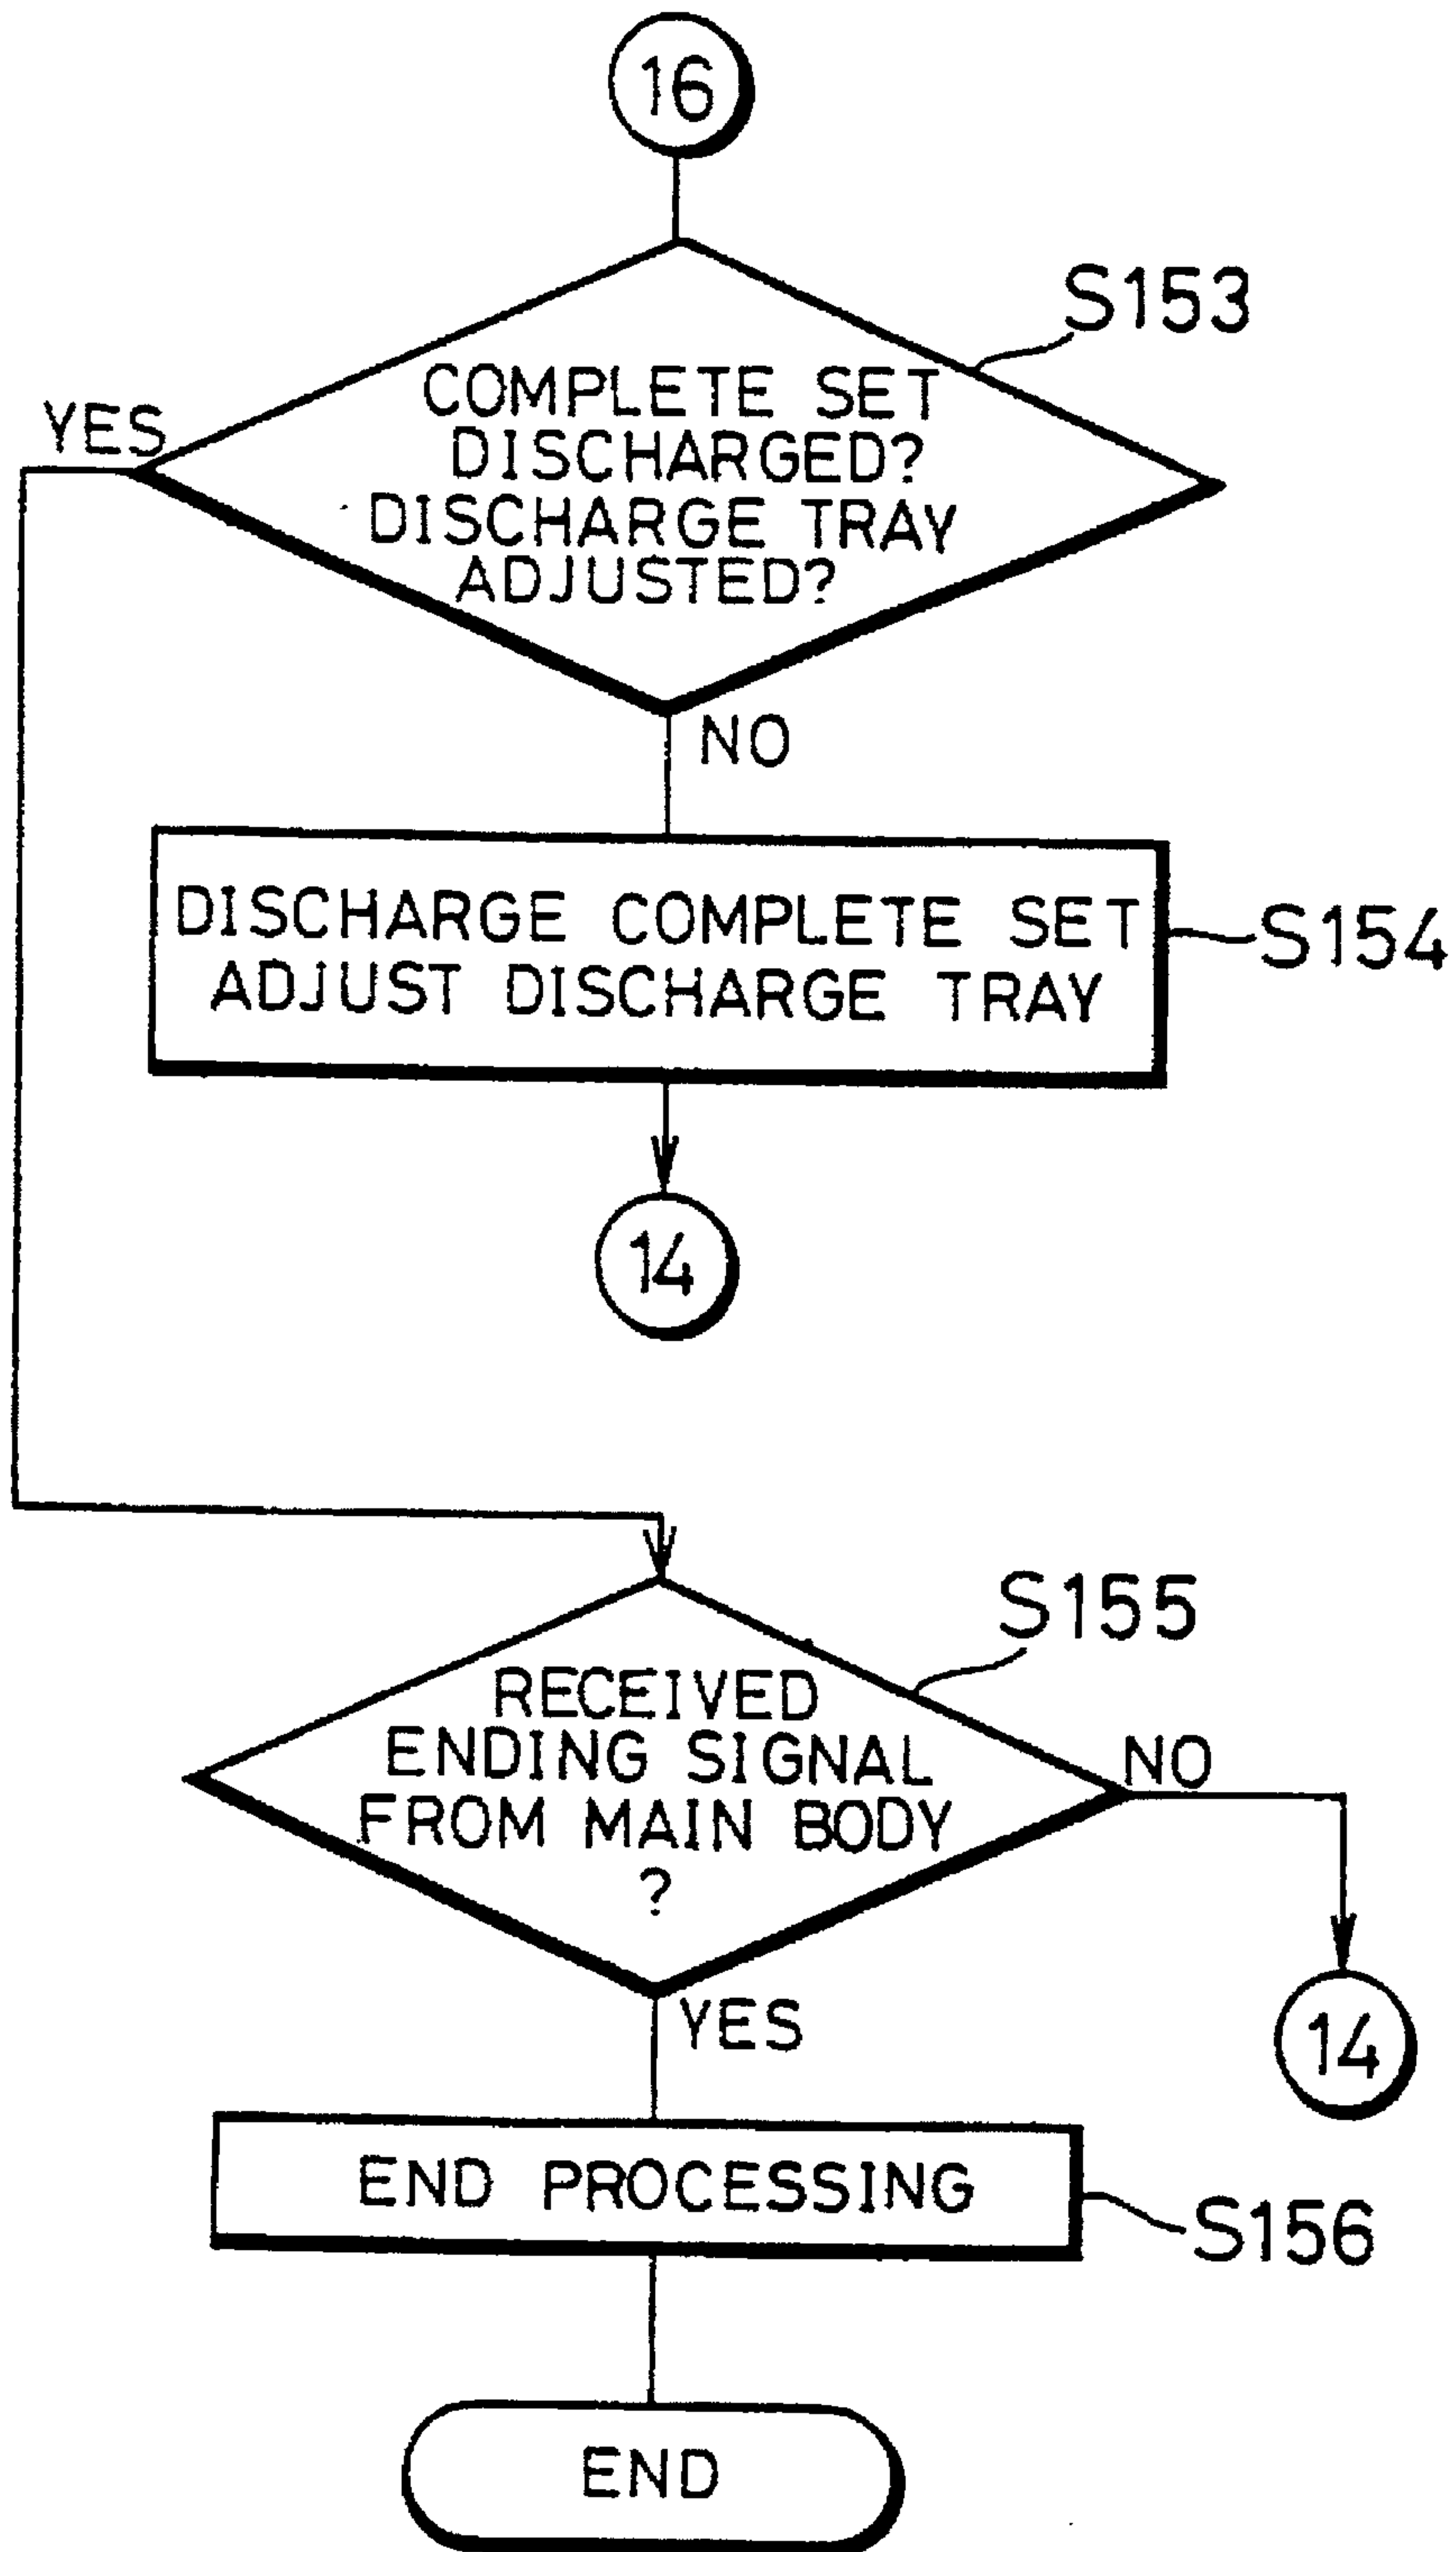 16
S153
YES
COMPLETE SET
DISCHARGED?
DISCHARGE TRAY
ADJUSTED?
NO
DISCHARGE COMPLETE SET
ADJUST DISCHARGE TRAY
S154
14
S155
RECEIVED
ENDING SIGNAL
FROM MAIN BODY
?
NO
14
YES
END PROCESSING
S156
END